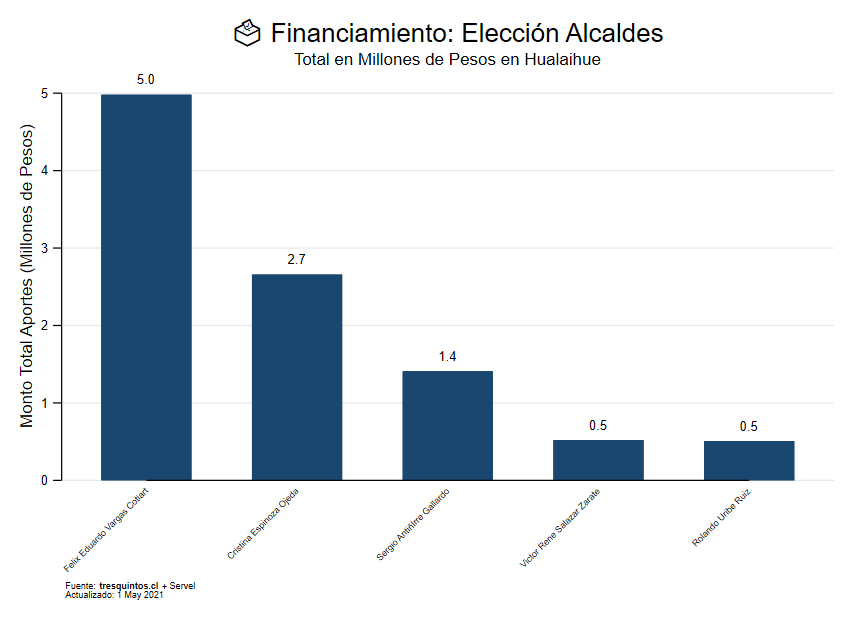 Financiamiento: Elección Alcaldes
Total en Millones de Pesos en Hualaihue
Monto Total Aportes (Millones de Pesos)
5
4
3
2
1
0
5.0
2.7
1.4
0.5
0.5
Felix Eduardo Vargas Cotiart
Cristina Espinoza Ojeda
Sergio Antiñirre Gallardo
Victor Rene Salazar Zarate
Rolando Uribe Ruiz
Fuente: tresquintos.cl + Servel
Actualizado: 1 May 2021